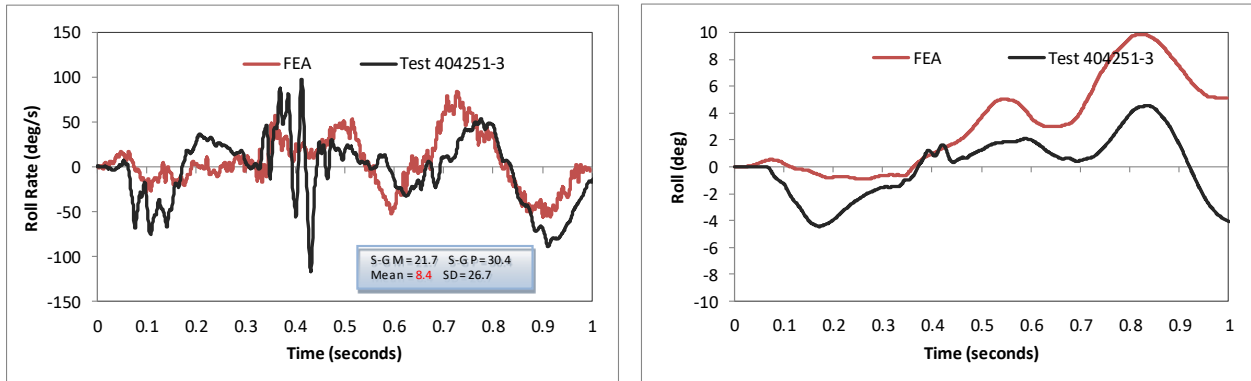 150
100
50
0
-50
-100
-150
Roll Rate (deg/s)
FEA Test 404251-3
S-G M = 21.7 S-G P = 30.4
Mean = 8.4 SD = 26.7
0 0.1 0.2 0.3 0.4 0.5 0.6 0.7 0.8 0.9 1
Time (seconds)
10
8
6
4
2
0
-2
-4
-6
-8
-10
Roll (deg)
FEA Test 404251-3
0 0.1 0.2 0.3 0.4 0.5 0.6 0.7 0.8 0.9 1
Time (seconds)